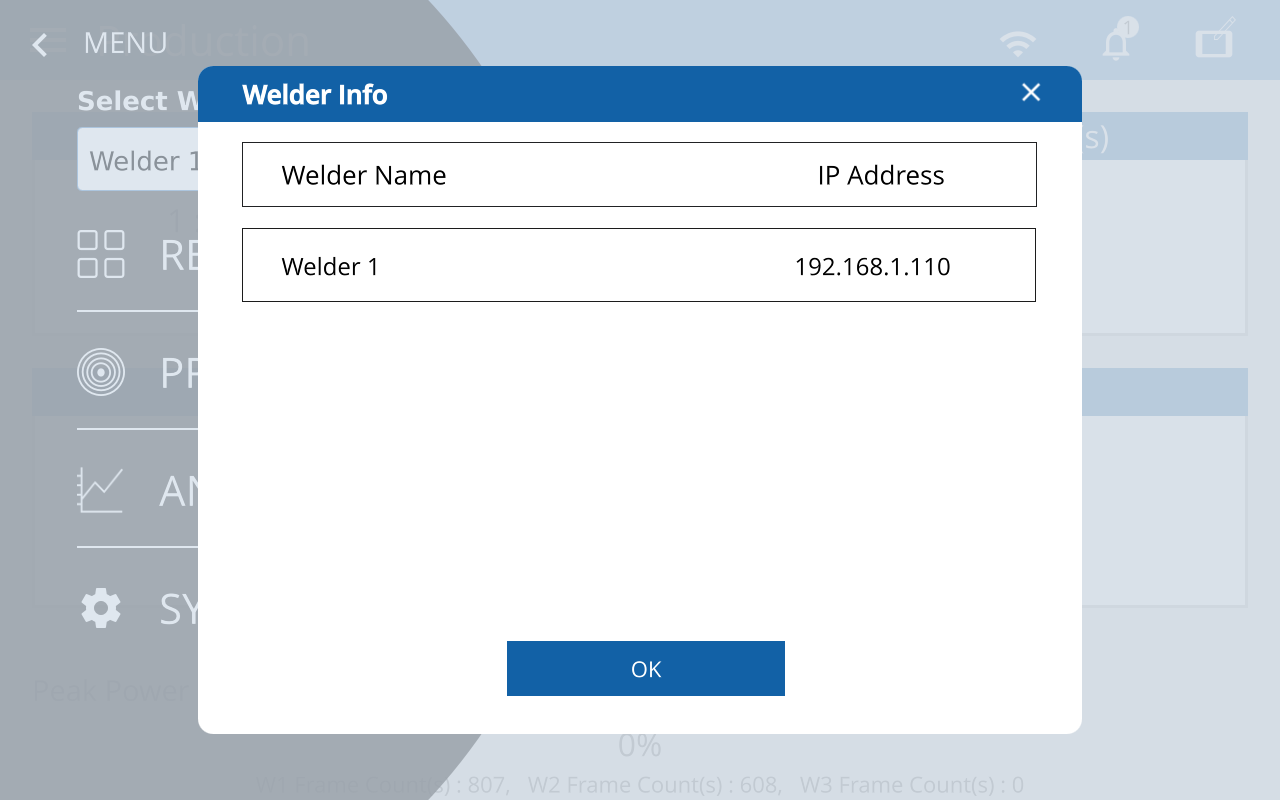 MENU
1
Select W
Welder Info
s)
Welder 1
Welder Name IP Address
1
RE
Welder 1 192.168.1.110
PR
AN
SY
OK
Peak Power
0%
W1 Frame Count(s) : 807, W2 Frame Count(s) : 608, W3 Frame Count(s) : 0